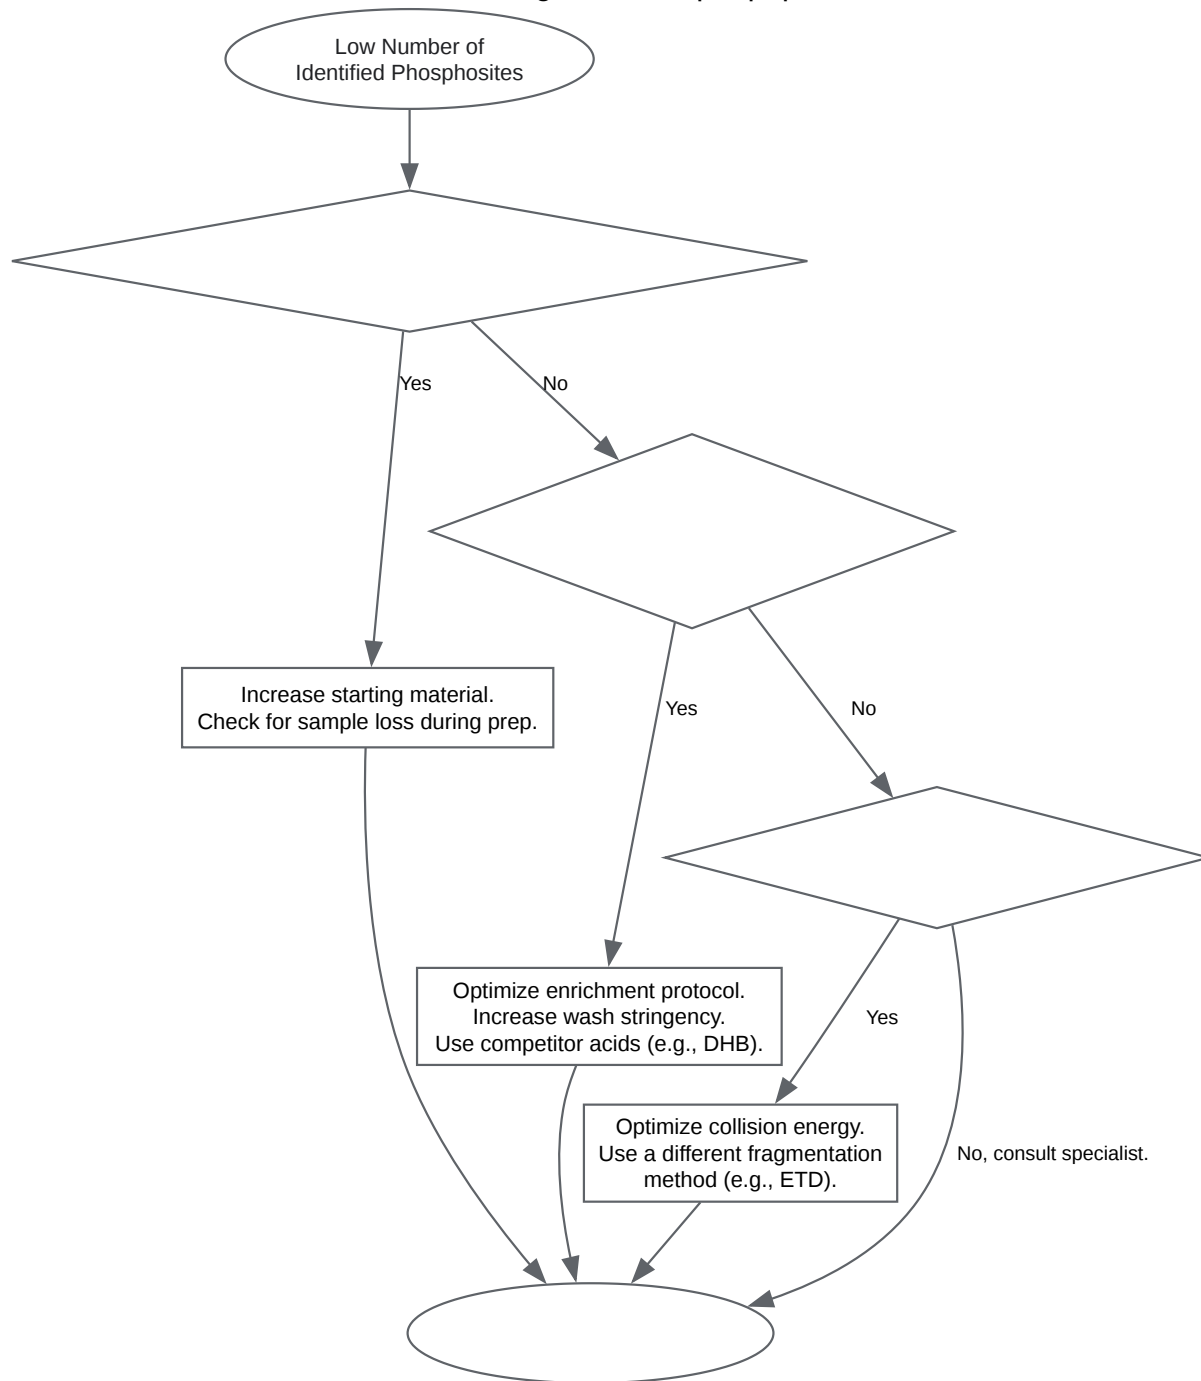 Low Number of
Identified Phosphosites
Yes
No
Increase starting material.
Check for sample loss during prep.
Yes
No
Optimize enrichment protocol.
Increase wash stringency.
Use competitor acids (e.g., DHB).
Yes
Optimize collision energy.
Use a different fragmentation
method (e.g., ETD).
No, consult specialist.